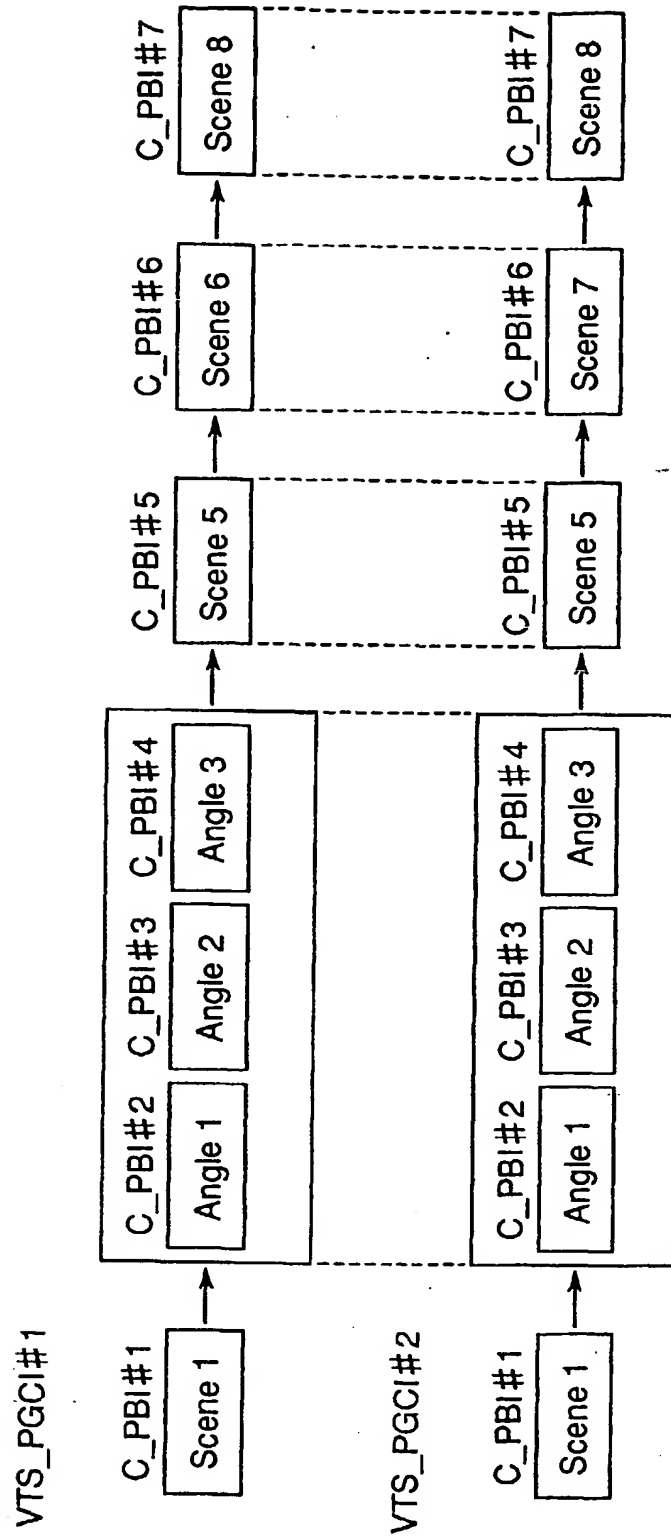 VTS_PGCI#1
C_PBI#1 C_PBI#2 C_PBI#3 C_PBI#4 C_PBI#5 C_PBI#6 C_PBI#7
Scene 1 Angle 1 Angle 2 Angle 3 Scene 5 Scene 6 Scene 8
VTS_PGCI#2
C_PBI#1 C_PBI#2 C_PBI#3 C_PBI#4 C_PBI#5 C_PBI#6 C_PBI#7
Scene 1 Angle 1 Angle 2 Angle 3 Scene 5 Scene 7 Scene 8